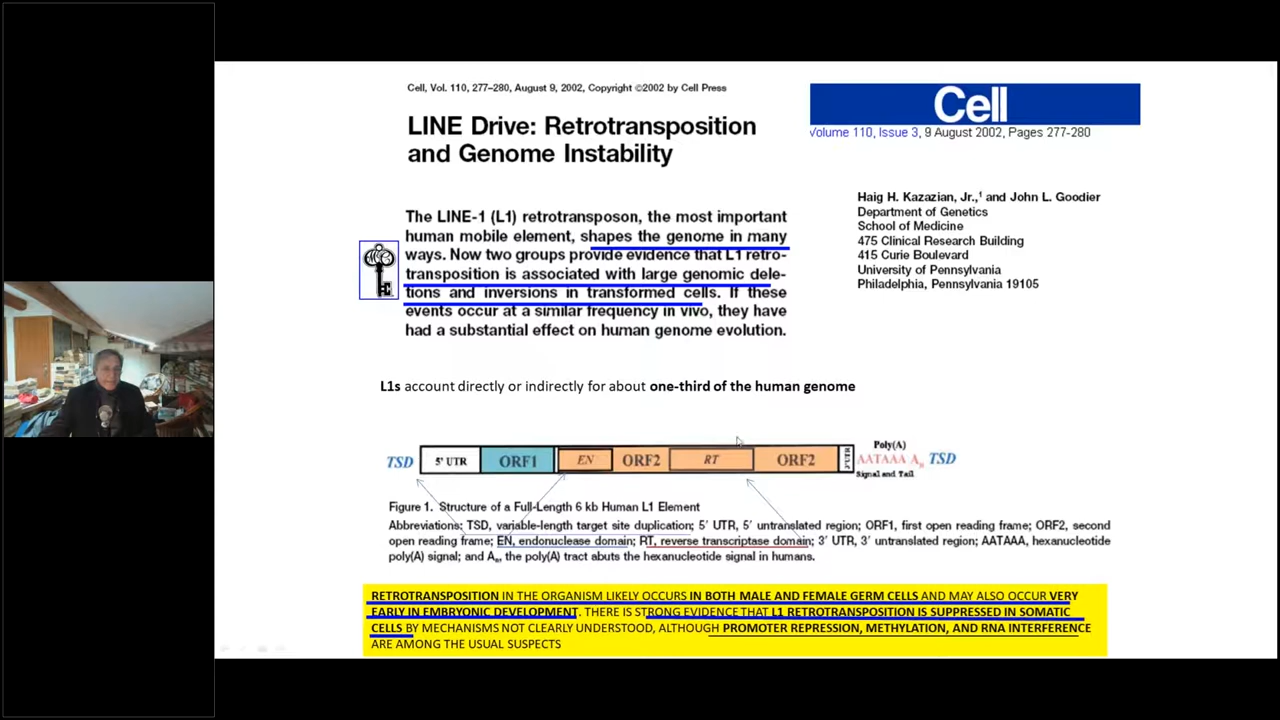 Cell, Vol. 110, 277–280, August 9, 2002, Copyright ©2002 by Cell Press
LINE Drive: Retrotransposition
and Genome Instability
Cell
Volume 110, Issue 3, 9 August 2002, Pages 277-280
Haig H. Kazazian, Jr.,¹ and John L. Goodier
Department of Genetics
School of Medicine
475 Clinical Research Building
415 Curie Boulevard
University of Pennsylvania
Philadelphia, Pennsylvania 19105
The LINE-1 (L1) retrotransposon, the most important
human mobile element, shapes the genome in many
ways. Now two groups provide evidence that L1 retro-
transposition is associated with large genomic dele-
tions and inversions in transformed cells. If these
events occur at a similar frequency in vivo, they have
had a substantial effect on human genome evolution.
L1s account directly or indirectly for about one-third of the human genome
TSD 5' UTR ORF1 EN ORF2 RT ORF2 3' UTR AATAAA An TSD
Poly(A)
Signal and Tail
Figure 1. Structure of a Full-Length 6 kb Human L1 Element
Abbreviations: TSD, variable-length target site duplication; 5′ UTR, 5′ untranslated region; ORF1, first open reading frame; ORF2, second
open reading frame; EN, endonuclease domain; RT, reverse transcriptase domain; 3′ UTR, 3′ untranslated region; AATAAA, hexanucleotide
poly(A) signal; and An, the poly(A) tract abuts the hexanucleotide signal in humans.
RETROTRANSPOSITION IN THE ORGANISM LIKELY OCCURS IN BOTH MALE AND FEMALE GERM CELLS AND MAY ALSO OCCUR VERY
EARLY IN EMBRYONIC DEVELOPMENT. THERE IS STRONG EVIDENCE THAT L1 RETROTRANSPOSITION IS SUPPRESSED IN SOMATIC
CELLS BY MECHANISMS NOT CLEARLY UNDERSTOOD, ALTHOUGH PROMOTER REPRESSION, METHYLATION, AND RNA INTERFERENCE
ARE AMONG THE USUAL SUSPECTS